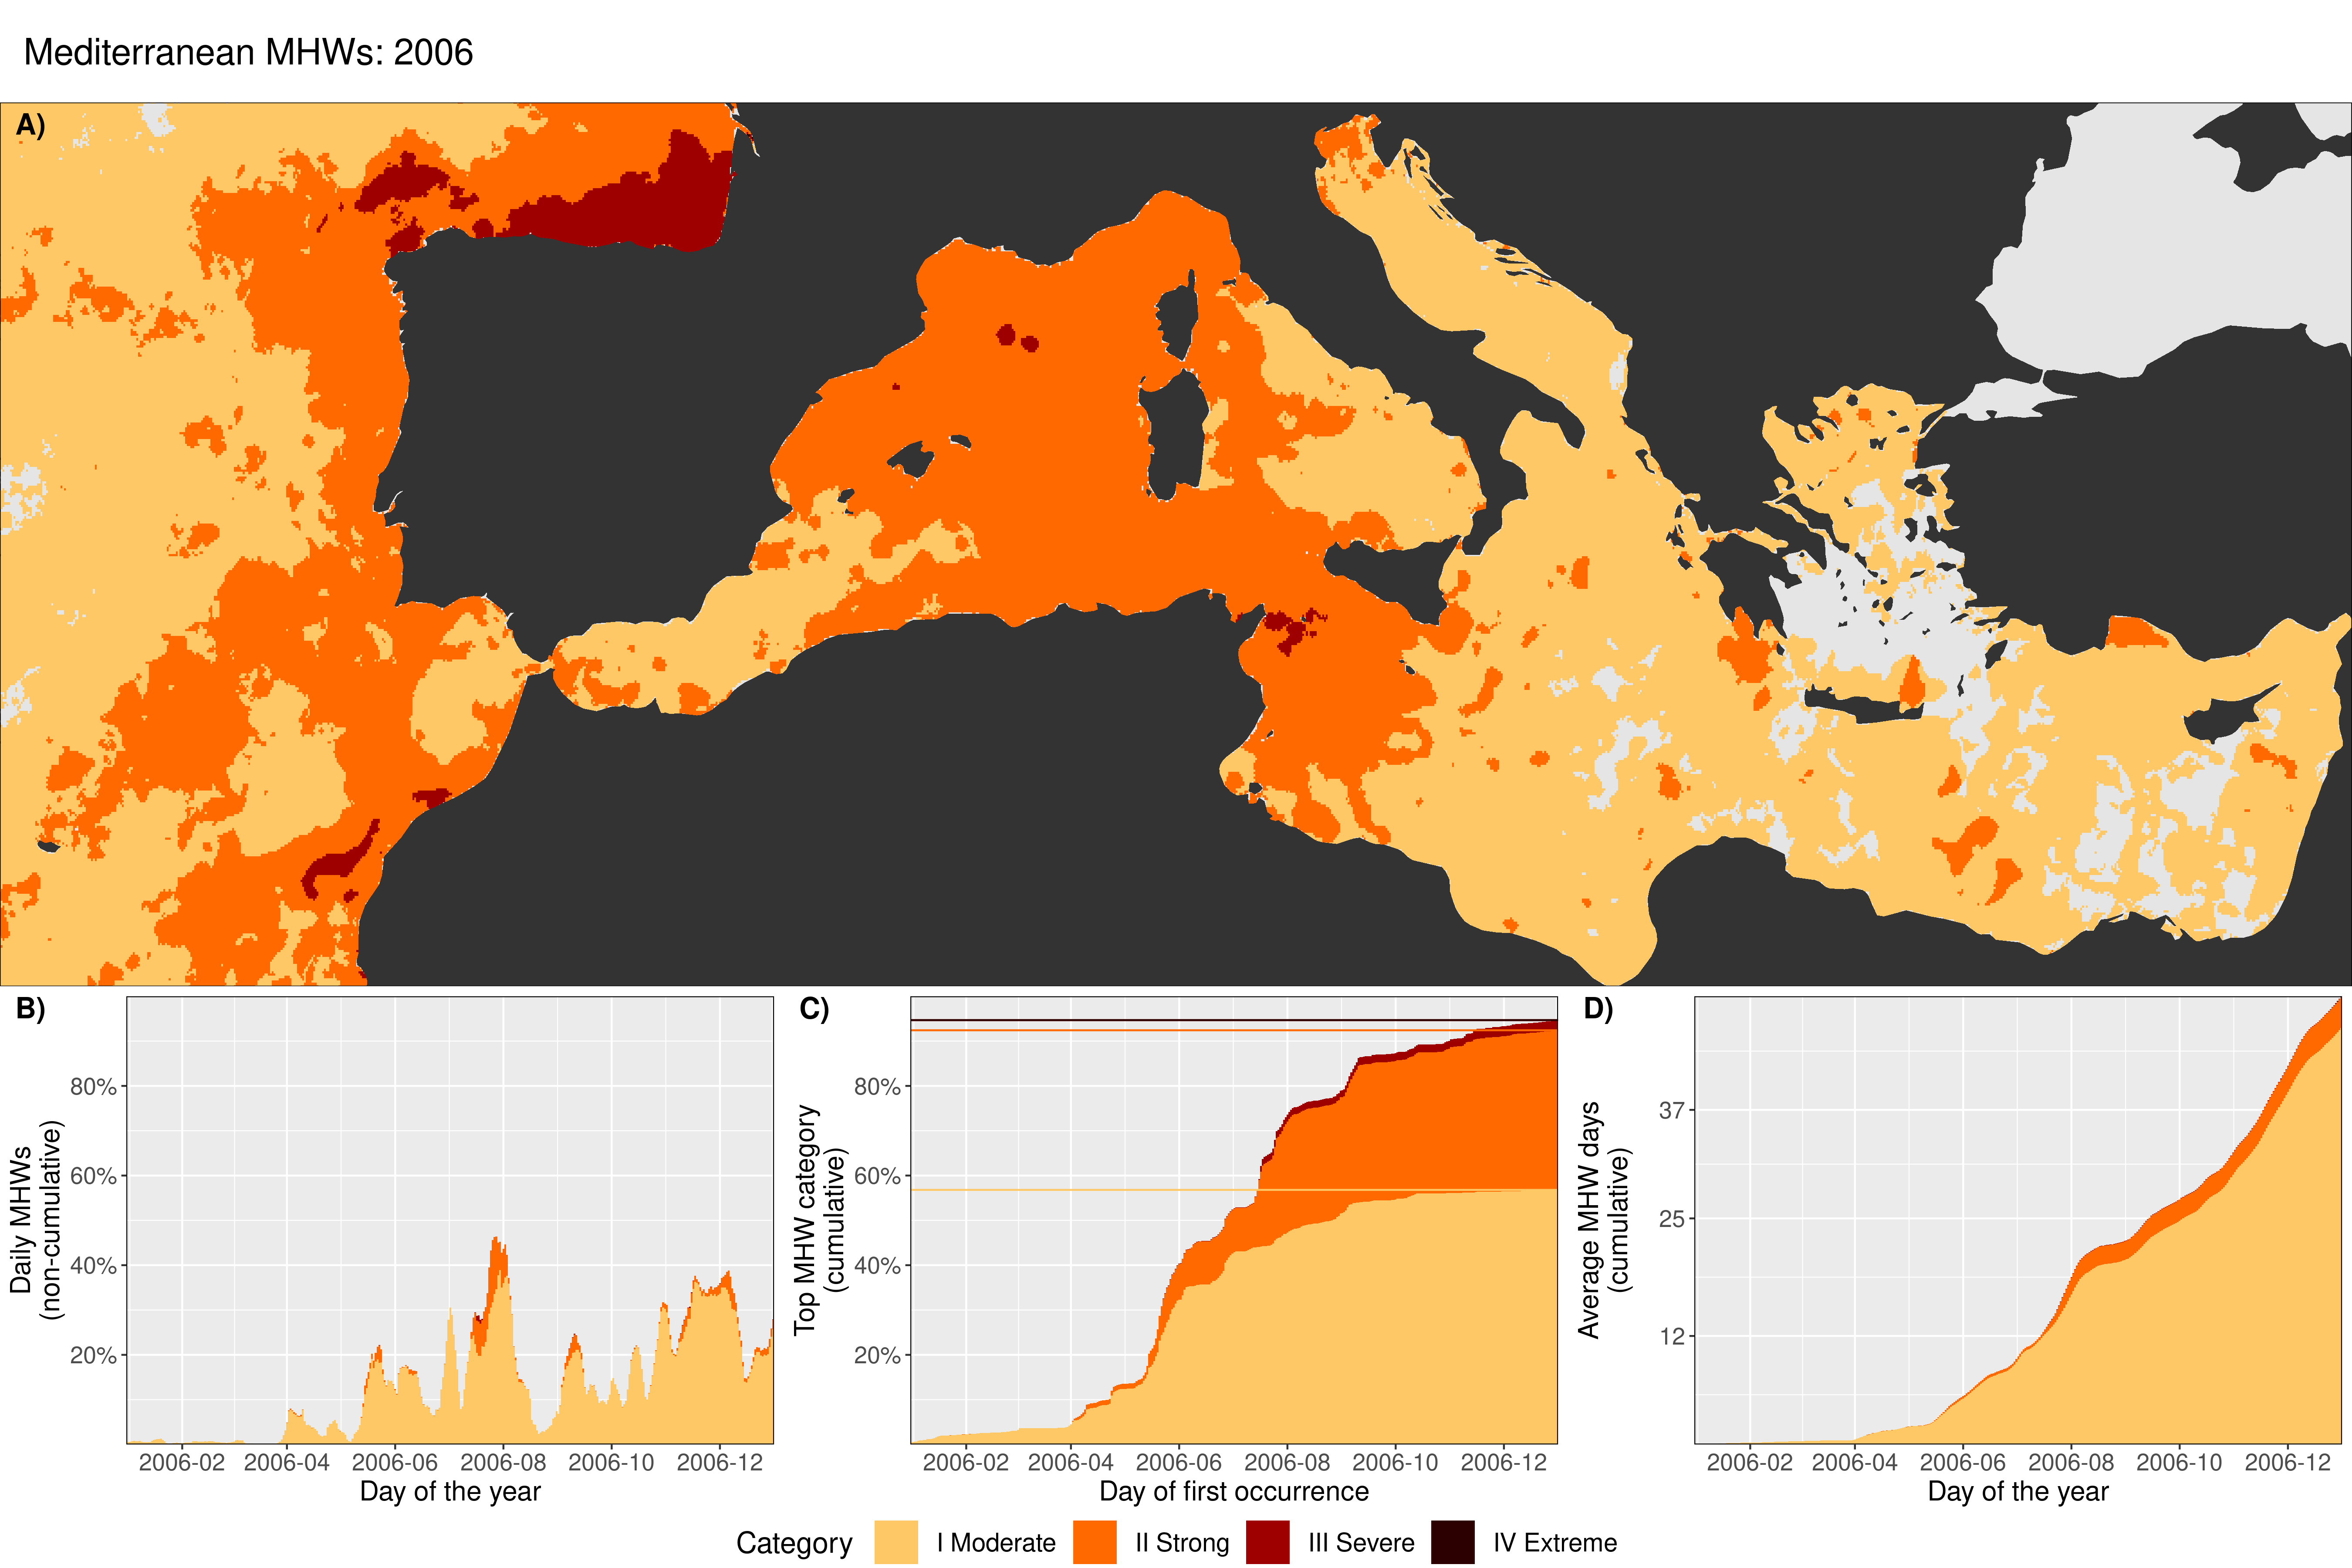 Mediterranean MHWs: 2006
A)
B)
Daily MHWs
(non-cumulative)
80%
60%
40%
20%
2006-02 2006-04 2006-06 2006-08 2006-10 2006-12
Day of the year
C)
Top MHW category
(cumulative)
80%
60%
40%
20%
2006-02 2006-04 2006-06 2006-08 2006-10 2006-12
Day of first occurrence
D)
Average MHW days
(cumulative)
37
25
12
2006-02 2006-04 2006-06 2006-08 2006-10 2006-12
Day of the year
Category I Moderate II Strong III Severe IV Extreme